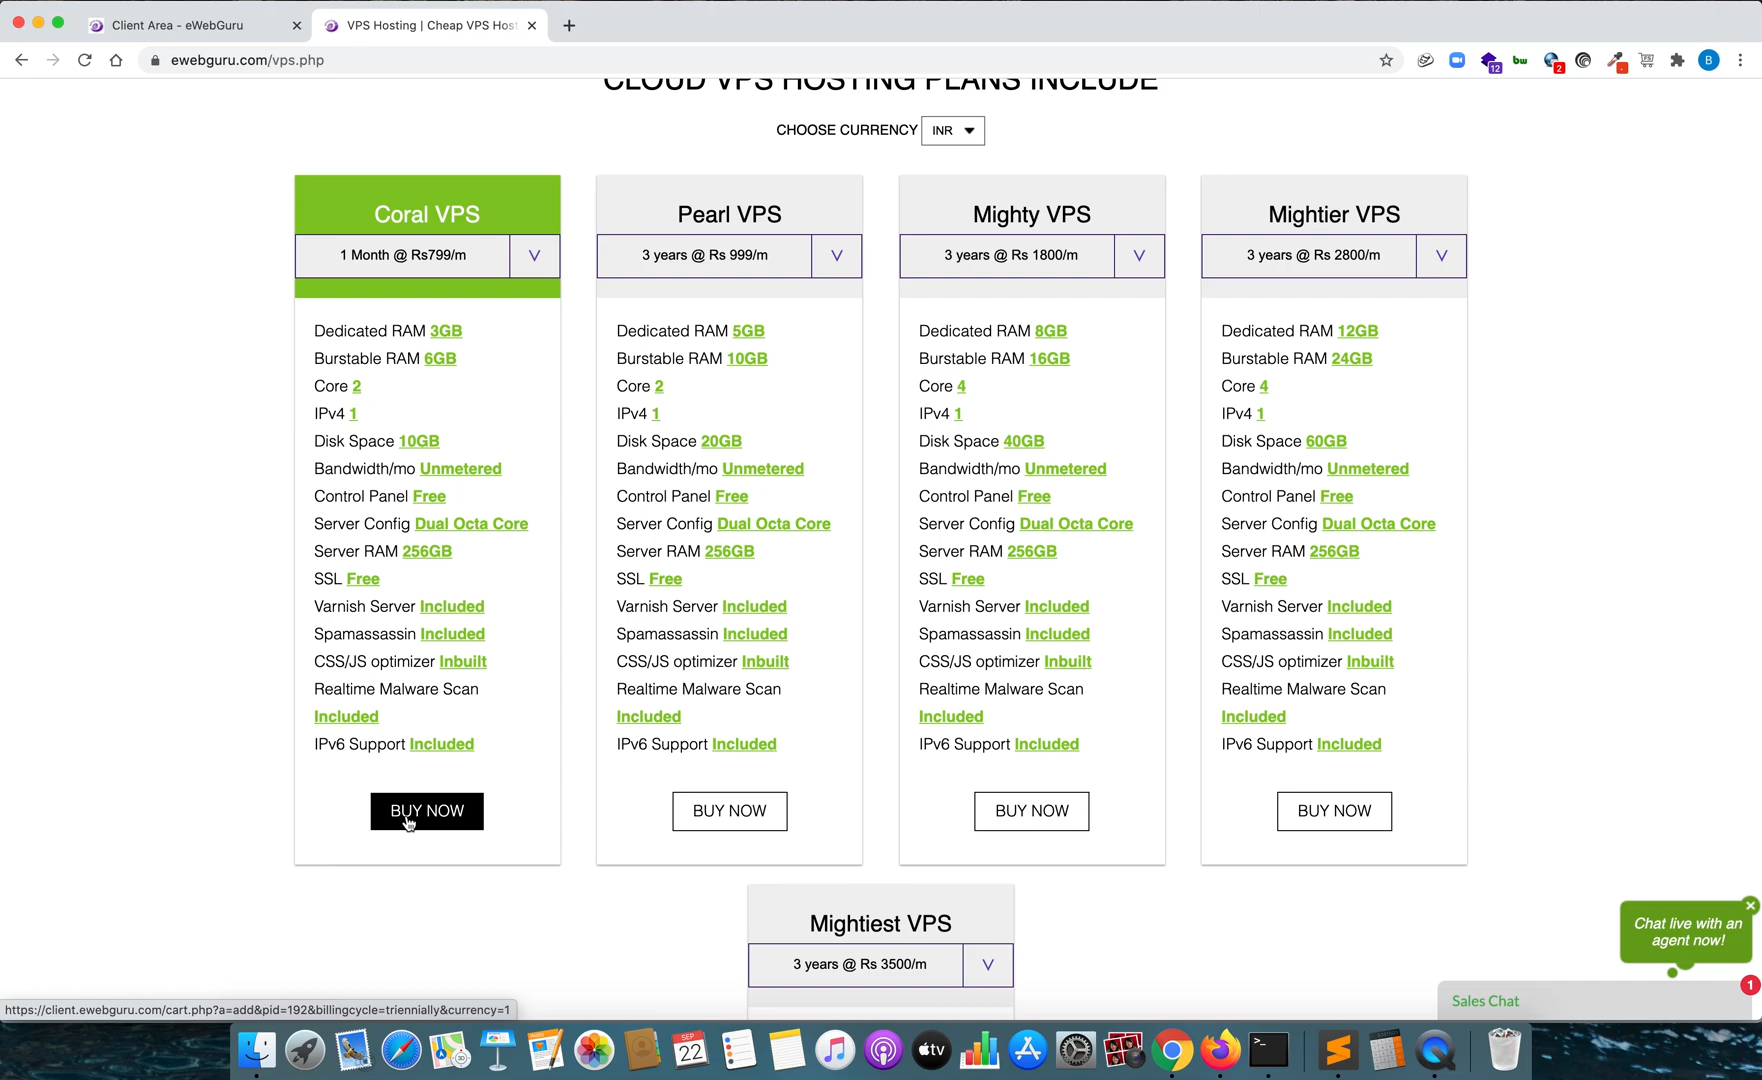 Client Area - eWebGuru
VPS Hosting | Cheap VPS Host
ewebguru.com/vps.php
12
bw
2
B
CLOUD VPS HOSTING PLANS INCLUDE
CHOOSE CURRENCY INR
Coral VPS
1 Month @ Rs799/m
V
Dedicated RAM 3GB
Burstable RAM 6GB
Core 2
IPv4 1
Disk Space 10GB
Bandwidth/mo Unmetered
Control Panel Free
Server Config Dual Octa Core
Server RAM 256GB
SSL Free
Varnish Server Included
Spamassassin Included
CSS/JS optimizer Inbuilt
Realtime Malware Scan
Included
IPv6 Support Included
BUY NOW
Pearl VPS
3 years @ Rs 999/m
V
Dedicated RAM 5GB
Burstable RAM 10GB
Core 2
IPv4 1
Disk Space 20GB
Bandwidth/mo Unmetered
Control Panel Free
Server Config Dual Octa Core
Server RAM 256GB
SSL Free
Varnish Server Included
Spamassassin Included
CSS/JS optimizer Inbuilt
Realtime Malware Scan
Included
IPv6 Support Included
BUY NOW
Mighty VPS
3 years @ Rs 1800/m
V
Dedicated RAM 8GB
Burstable RAM 16GB
Core 4
IPv4 1
Disk Space 40GB
Bandwidth/mo Unmetered
Control Panel Free
Server Config Dual Octa Core
Server RAM 256GB
SSL Free
Varnish Server Included
Spamassassin Included
CSS/JS optimizer Inbuilt
Realtime Malware Scan
Included
IPv6 Support Included
BUY NOW
Mightier VPS
3 years @ Rs 2800/m
V
Dedicated RAM 12GB
Burstable RAM 24GB
Core 4
IPv4 1
Disk Space 60GB
Bandwidth/mo Unmetered
Control Panel Free
Server Config Dual Octa Core
Server RAM 256GB
SSL Free
Varnish Server Included
Spamassassin Included
CSS/JS optimizer Inbuilt
Realtime Malware Scan
Included
IPv6 Support Included
BUY NOW
Mightiest VPS
3 years @ Rs 3500/m
V
Chat live with an
agent now!
1
Sales Chat
https://client.ewebguru.com/cart.php?a=add&pid=192&billingcycle=triennially&currency=1
SEP
22
tv